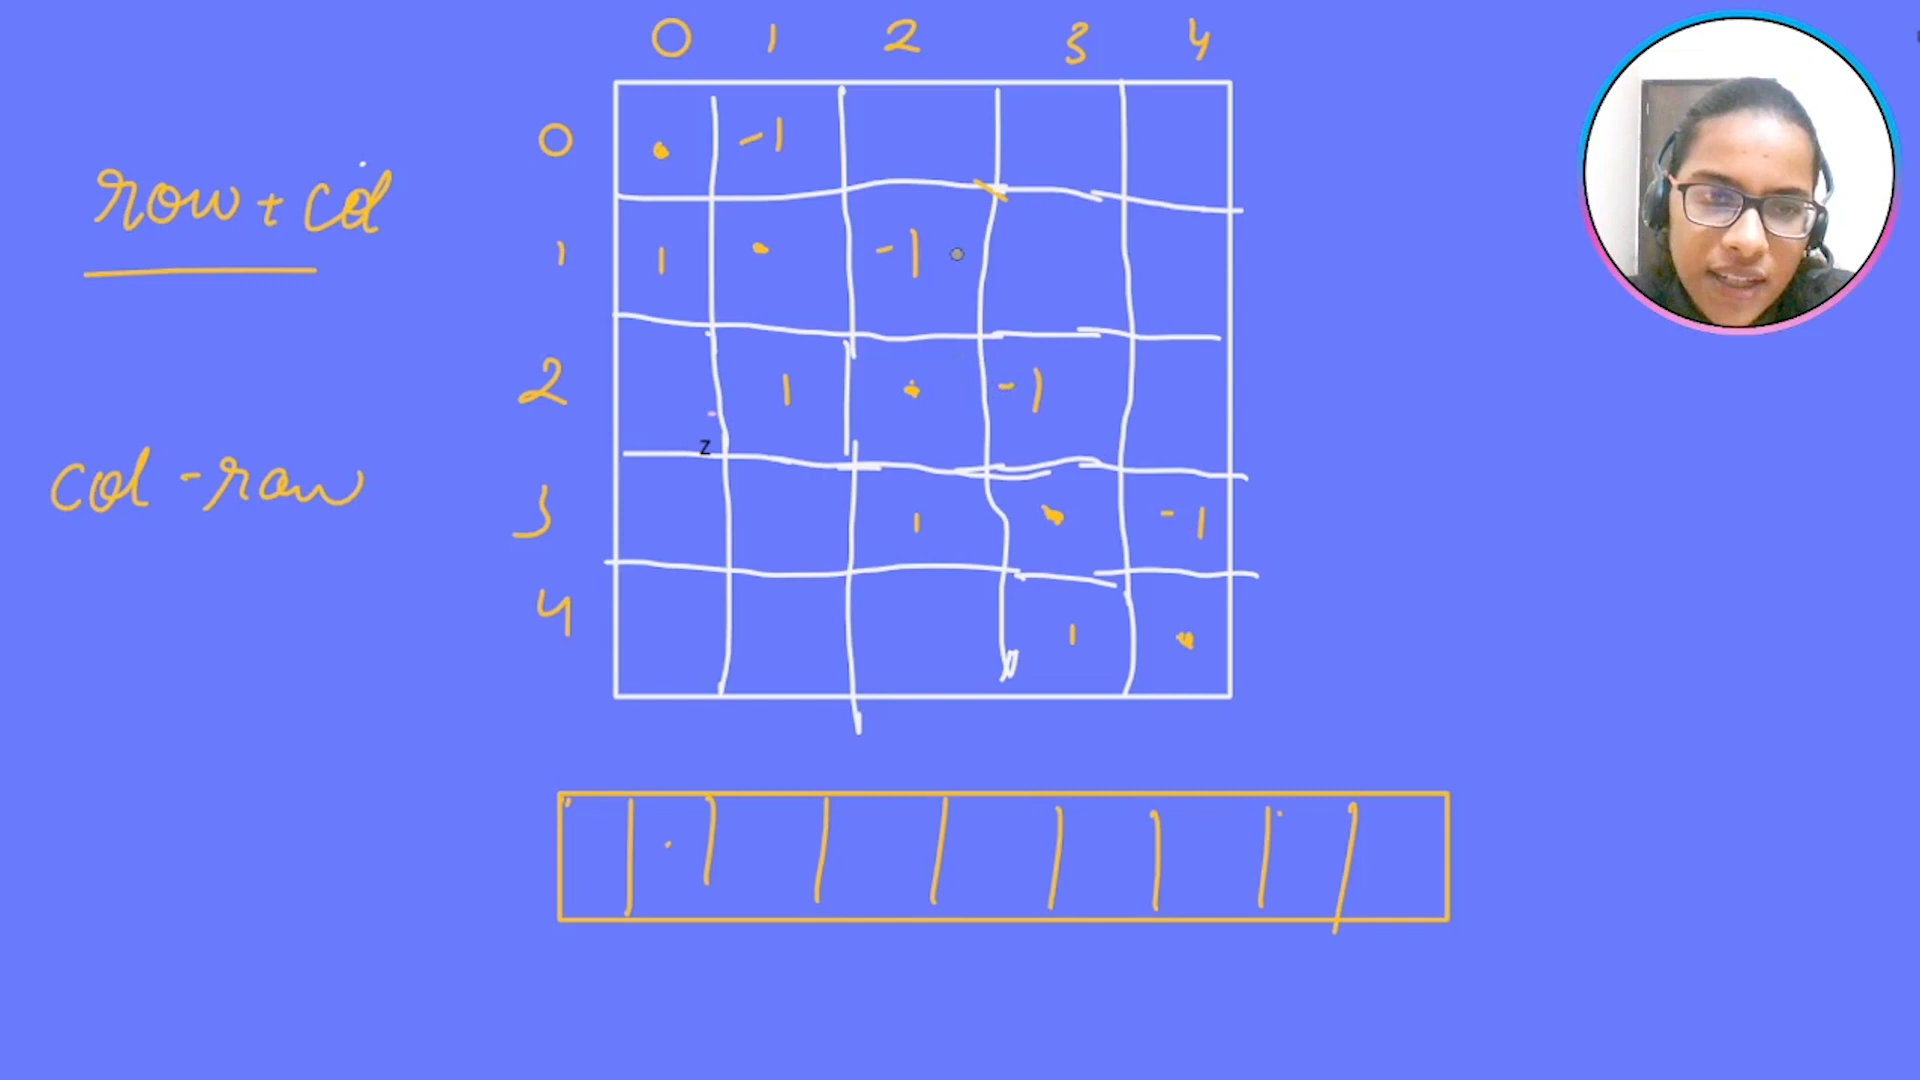 0 1 2 3 4
0 • -1
row + col
1 1 • -1
2 1 • -1
z
col - row
3 1 • -1
4 1 •